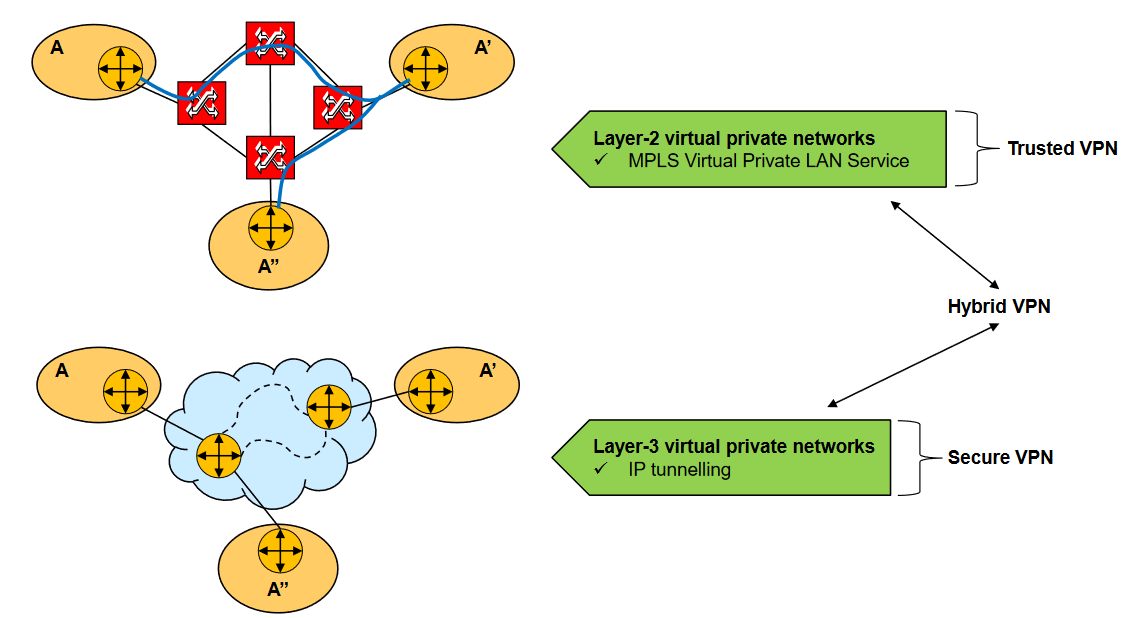 A
A’
A”
Layer-2 virtual private networks
✓ MPLS Virtual Private LAN Service
Trusted VPN
Hybrid VPN
A
A’
A”
Layer-3 virtual private networks
✓ IP tunnelling
Secure VPN